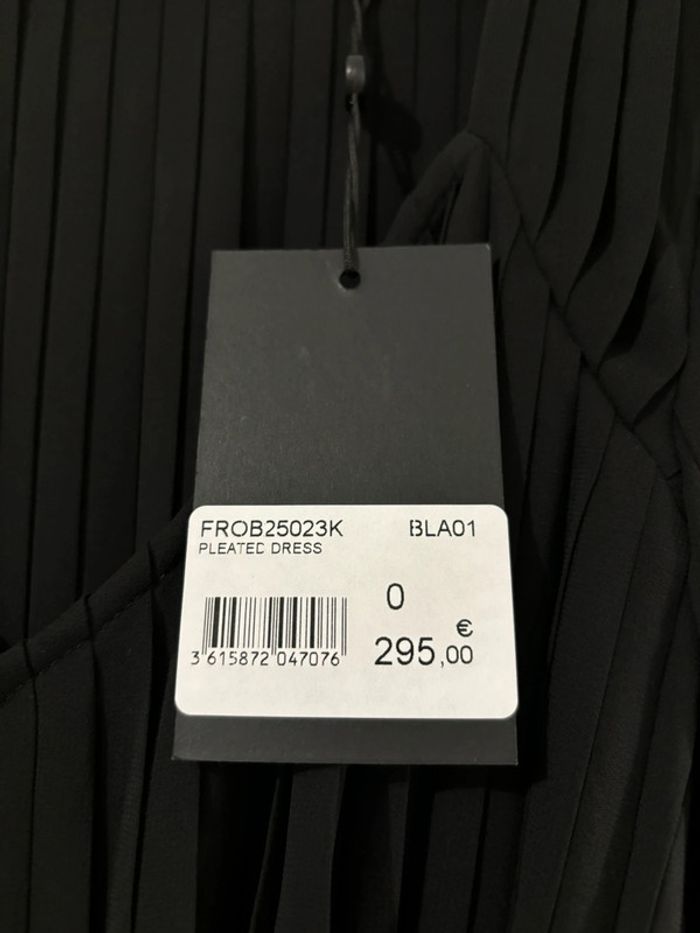 FROB25023K BLA01
PLEATED DRESS
0
€
295,00
3 615872 047076